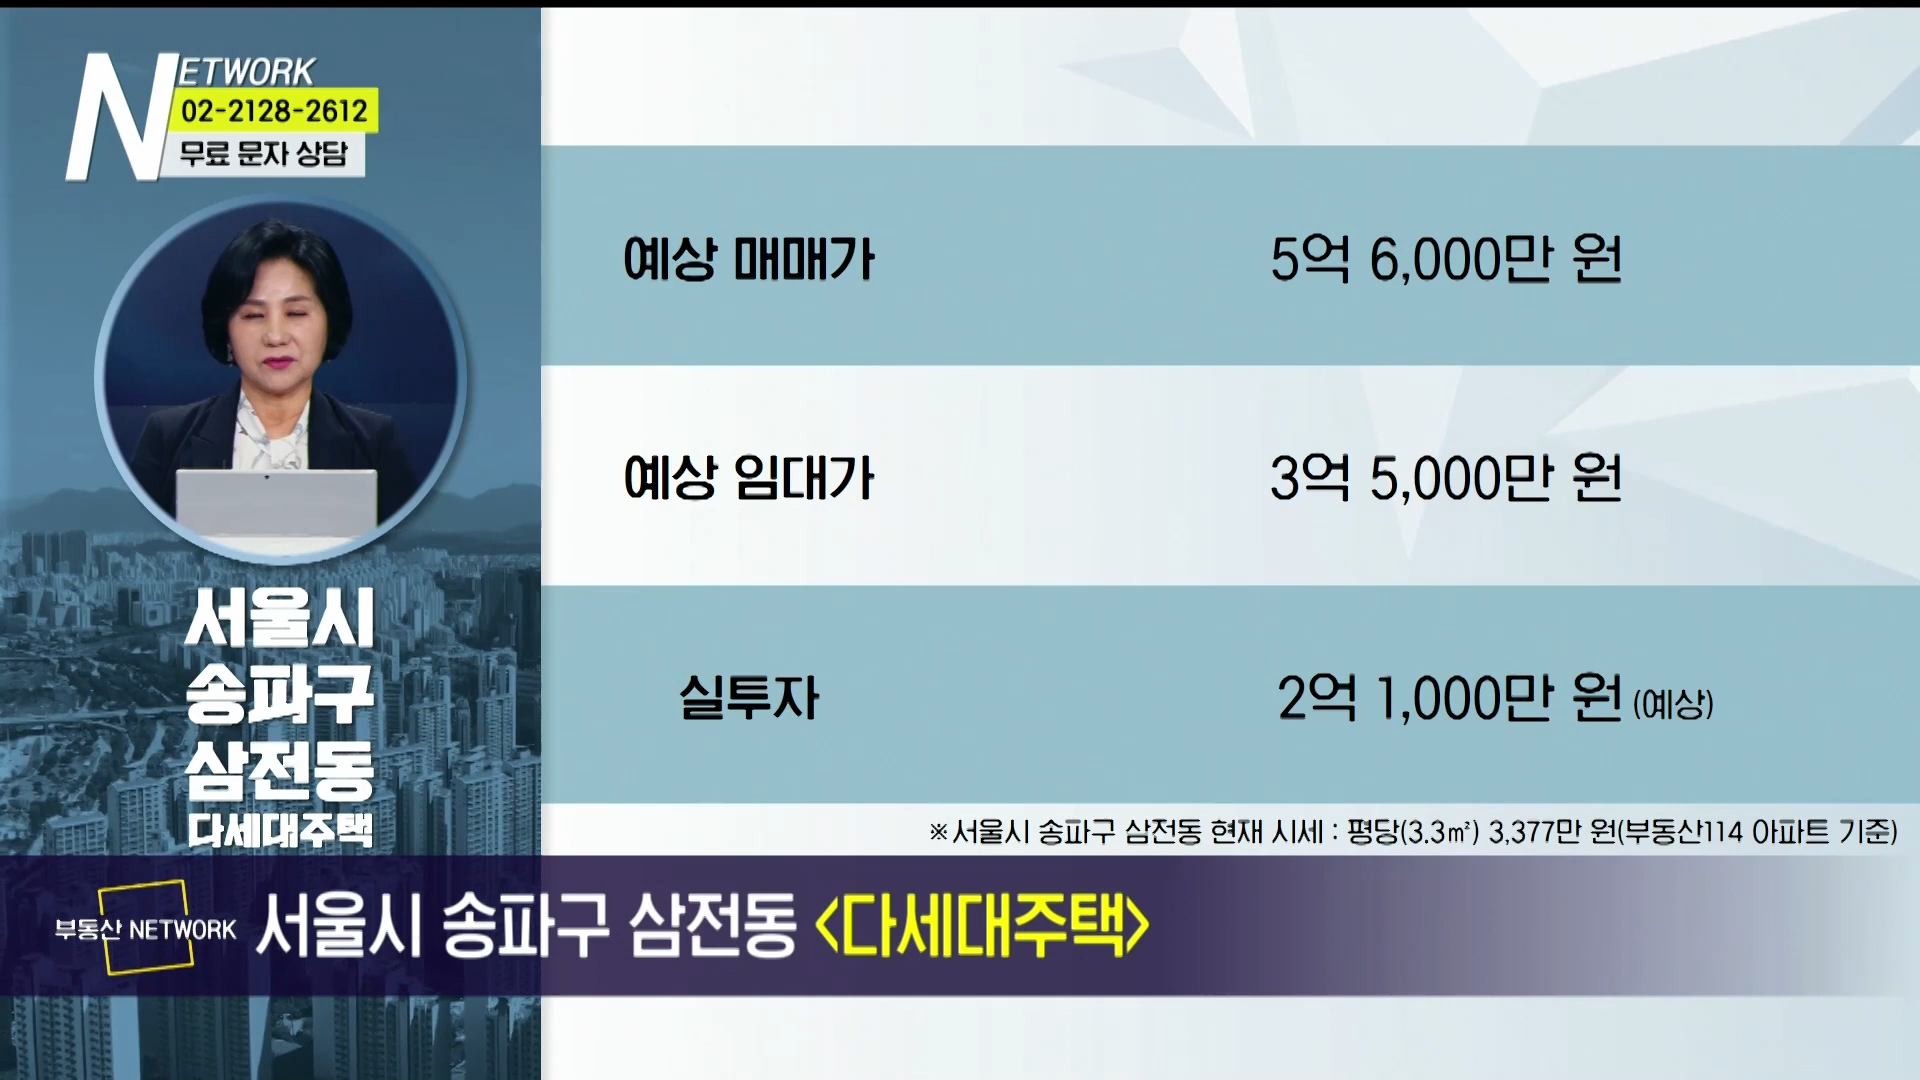 NETWORK
02-2128-2612
무료 문자 상담
예상 매매가 5억 6,000만 원
예상 임대가 3억 5,000만 원
실투자 2억 1,000만 원 (예상)
※서울시 송파구 삼전동 현재 시세 : 평당(3.3㎡) 3,377만 원(부동산114 아파트 기준)
서울시
송파구
삼전동
다세대주택
부동산 NETWORK
서울시 송파구 삼전동 <다세대주택>